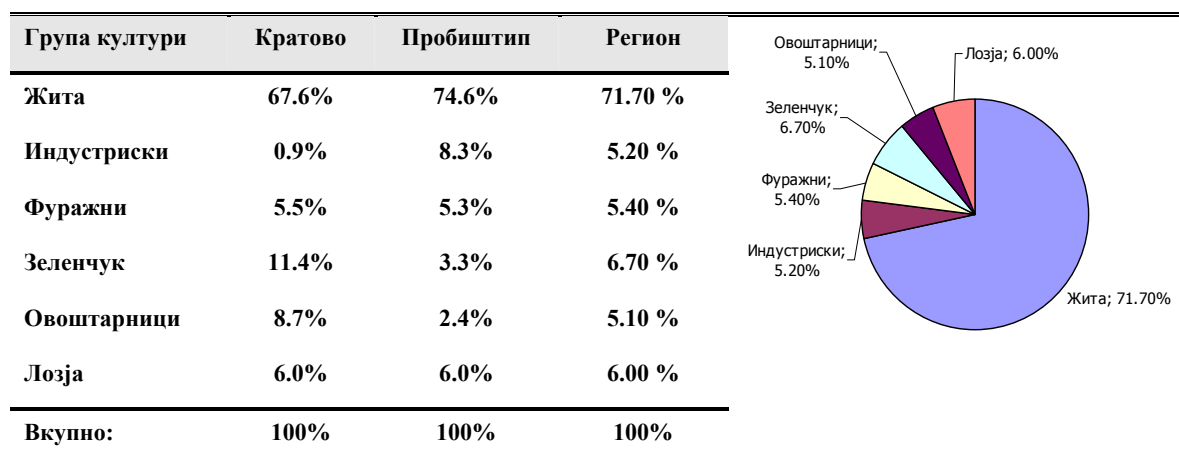 Група култури Кратово Пробиштип Регион
Жита 67.6% 74.6% 71.70 %
Индустриски 0.9% 8.3% 5.20 %
Фуражни 5.5% 5.3% 5.40 %
Зеленчук 11.4% 3.3% 6.70 %
Овоштарници 8.7% 2.4% 5.10 %
Лозја 6.0% 6.0% 6.00 %
Вкупно: 100% 100% 100%
Овоштарници;
5.10%
Лозја; 6.00%
Зеленчук;
6.70%
Фуражни;
5.40%
Индустриски;
5.20%
Жита; 71.70%